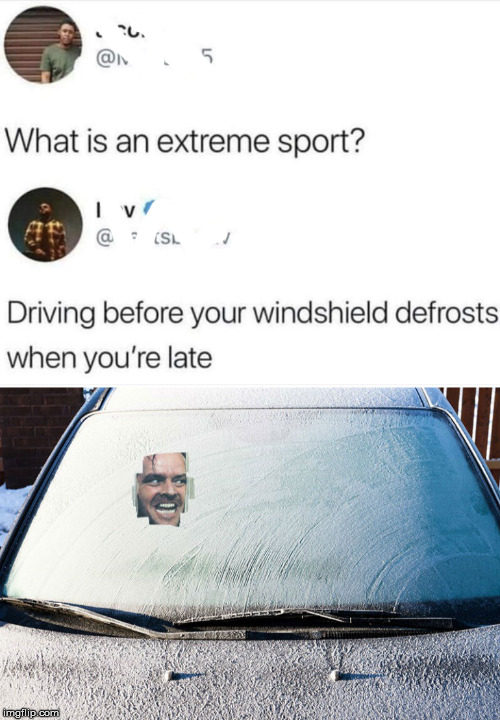 What is an extreme sport?
Driving before your windshield defrosts
when you're late
imgflip.com